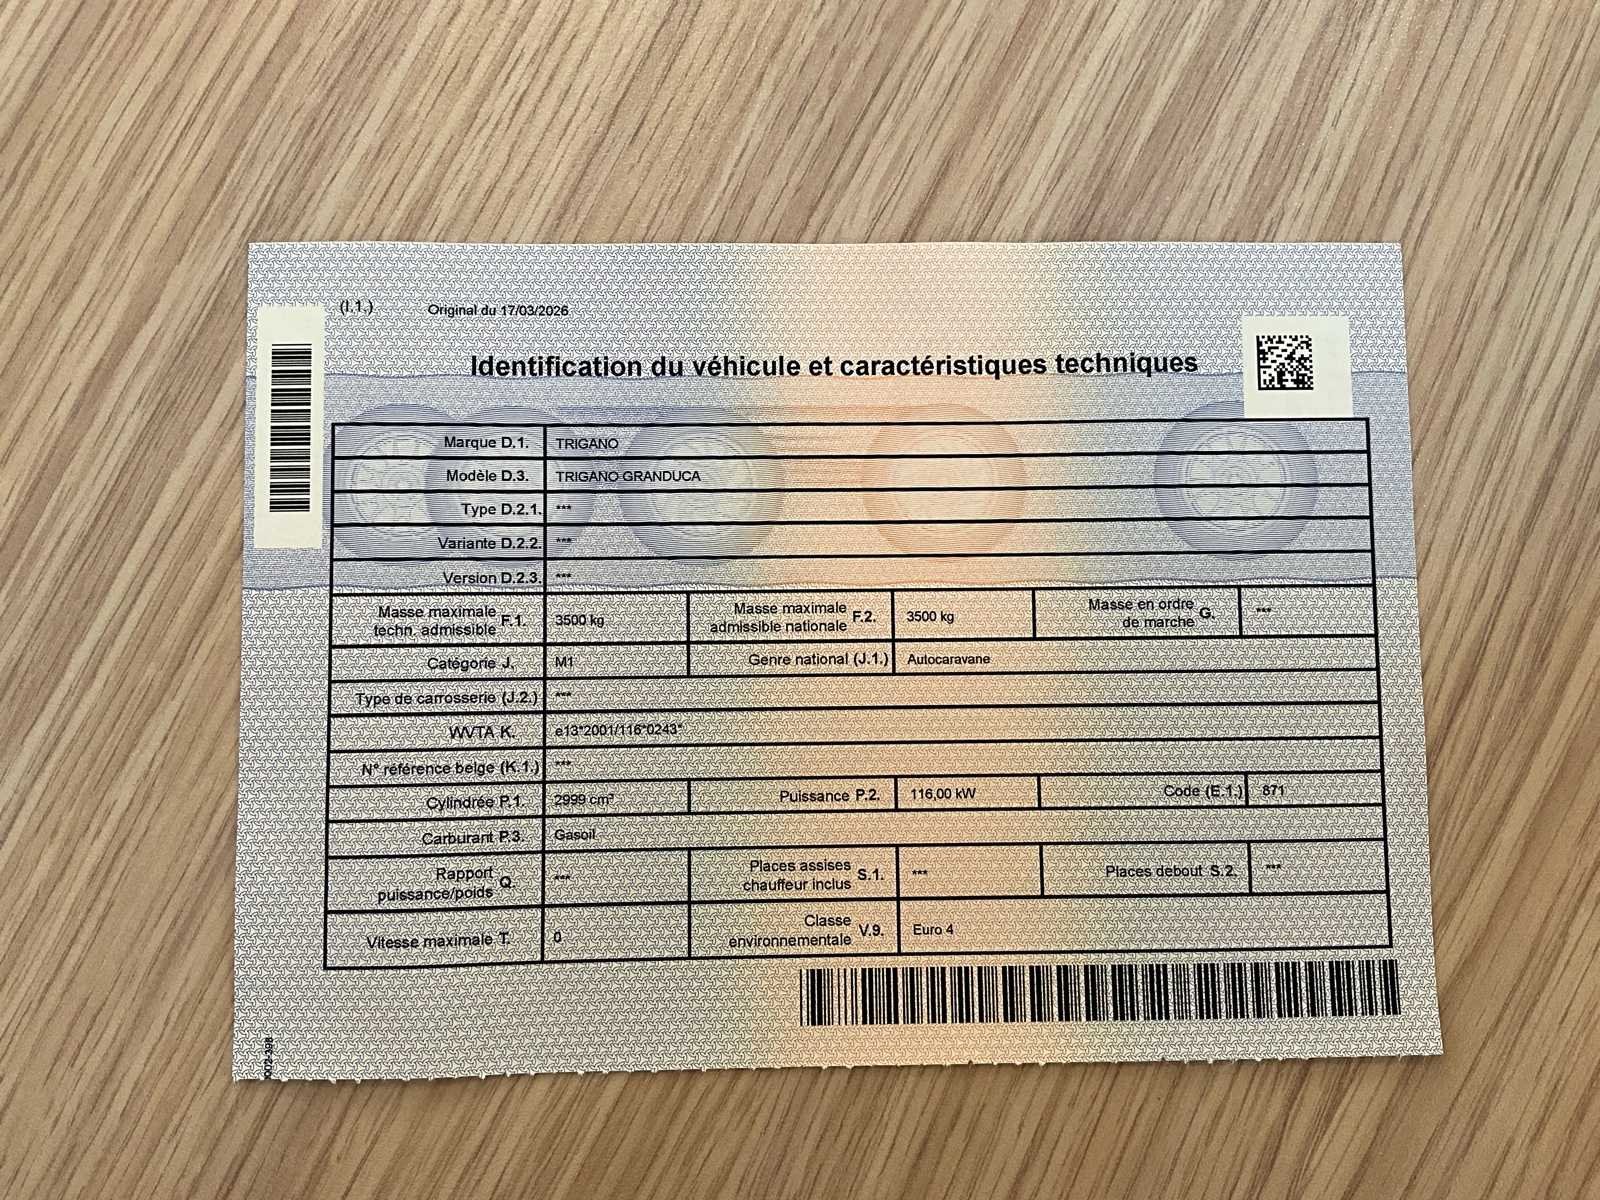 (I.1.) Original du 17/03/2026
Identification du véhicule et caractéristiques techniques
Marque D.1. TRIGANO
Modèle D.3. TRIGANO GRANDUCA
Type D.2.1. ***
Variante D.2.2. ***
Version D.2.3. ***
Masse maximale techn. admissible F.1. 3500 kg Masse maximale admissible nationale F.2. 3500 kg Masse en ordre de marche G. ***
Catégorie J. M1 Genre national (J.1.) Autocaravane
Type de carrosserie (J.2.) ***
WVTA K. e13*2001/116*0243*
N° référence belge (K.1.) ***
Cylindrée P.1. 2999 cm³ Puissance P.2. 116,00 kW Code (E.1.) 871
Carburant P.3. Gasoil
Rapport puissance/poids Q. *** Places assises chauffeur inclus S.1. *** Places debout S.2. ***
Vitesse maximale T. 0 Classe environnementale V.9. Euro 4